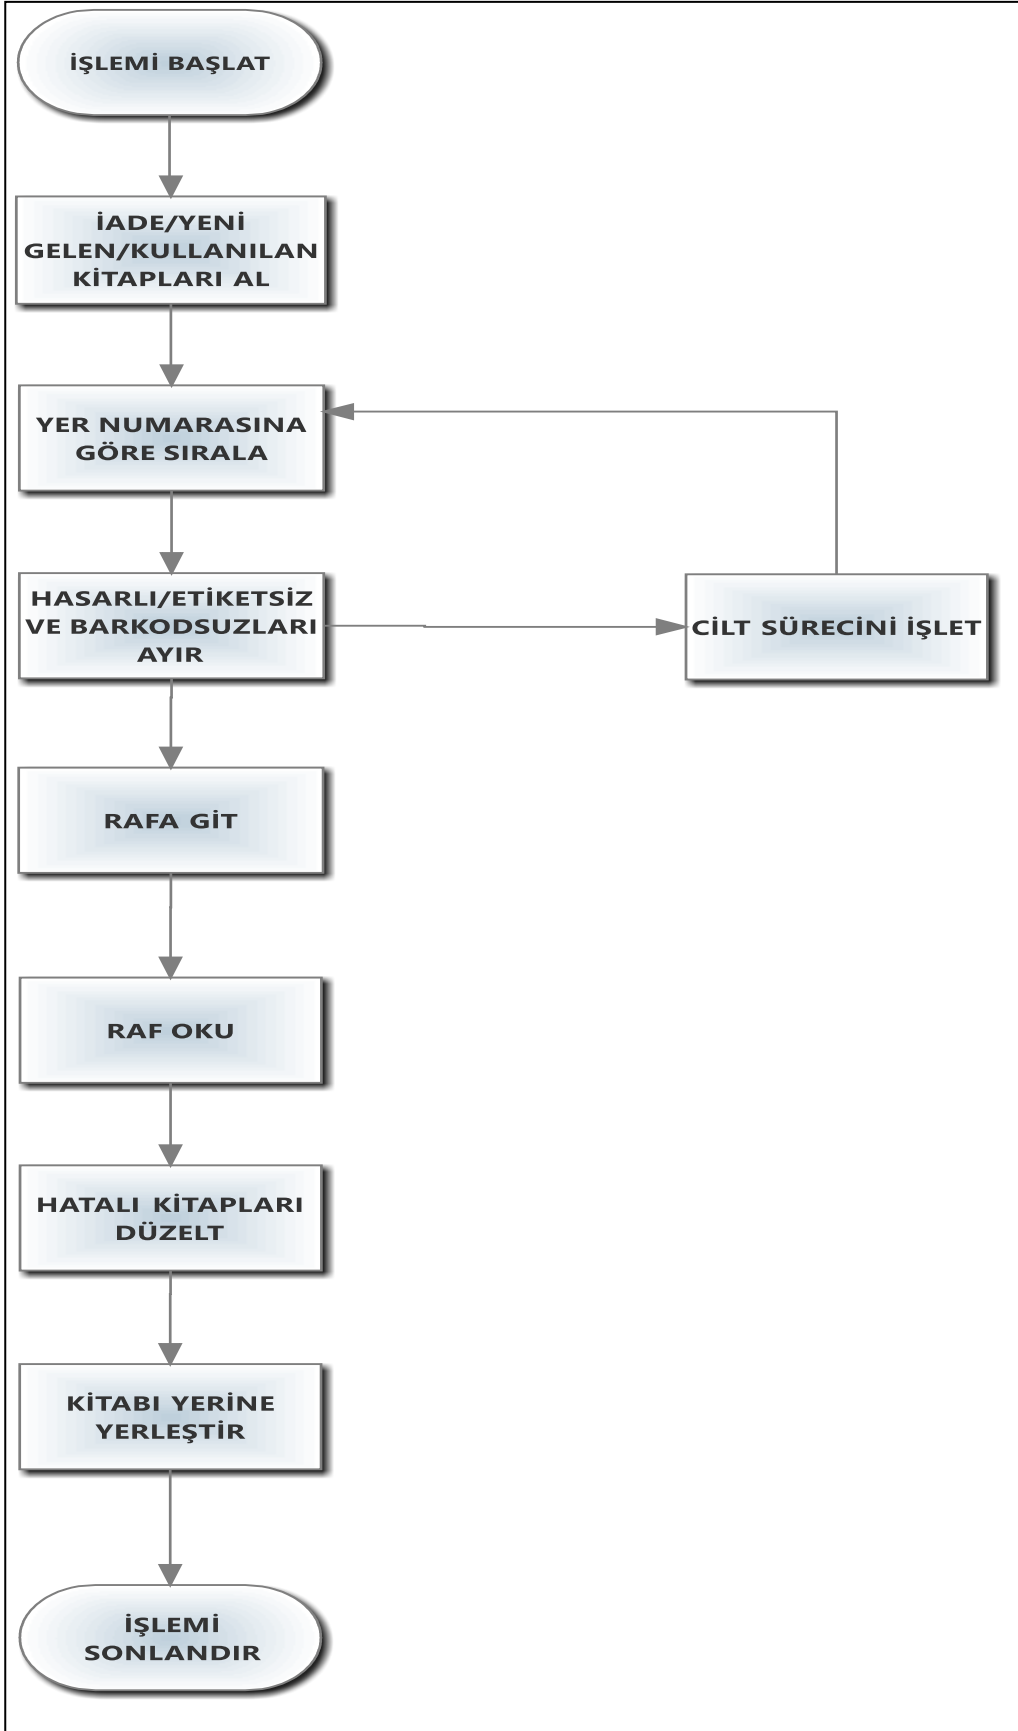 İŞLEMİ BAŞLAT
İADE/YENİ
GELEN/KULLANILAN
KİTAPLARI AL
YER NUMARASINA
GÖRE SIRALA
HASARLI/ETİKETSİZ
VE BARKODSUZLARI
AYIR
CİLT SÜRECİNİ İŞLET
RAFA GİT
RAF OKU
HATALI KİTAPLARI
DÜZELT
KİTABI YERİNE
YERLEŞTİR
İŞLEMİ
SONLANDIR